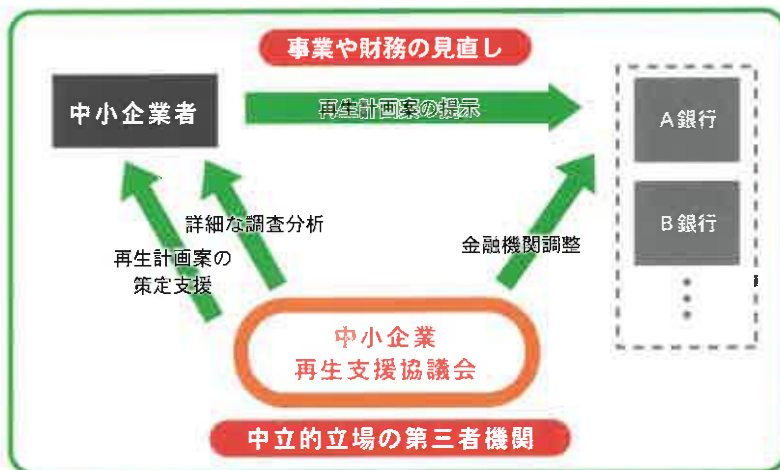 事業や財務の見直し
中小企業者
再生計画案の提示
A銀行
B銀行
詳細な調査分析
再生計画案の
策定支援
金融機関調整
中小企業
再生支援協議会
中立的立場の第三者機関